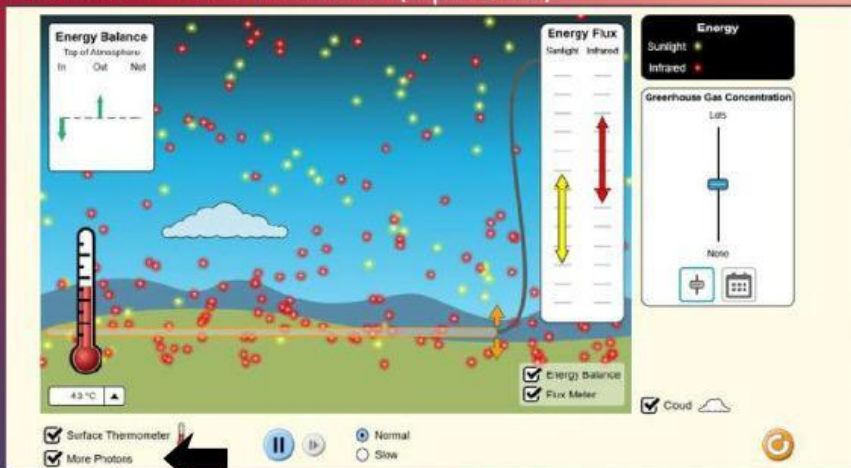 Energy Balance
Top of Atmosphere
In Out Net
Energy Flux
Sunlight Infrared
Energy
Sunlight
Infrared
Greenhouse Gas Concentration
Lots
None
Energy Balance
Flux Meter
Coud
Surface Thermometer
More Photons
Normal
Slow